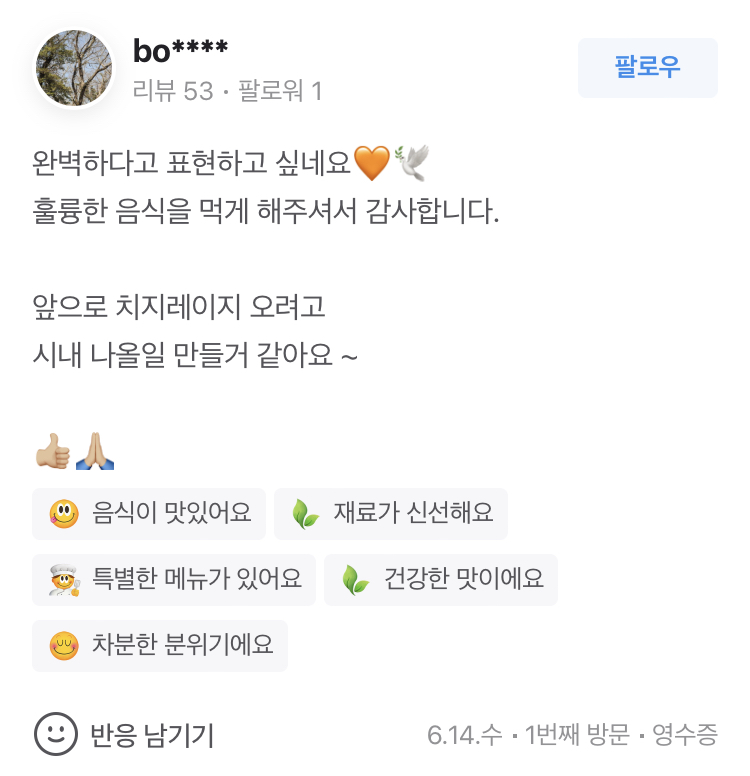 bo****
리뷰 53 · 팔로워 1
팔로우
완벽하다고 표현하고 싶네요🧡🕊️
훌륭한 음식을 먹게 해주셔서 감사합니다.
앞으로 치지레이지 오려고
시내 나올일 만들거 같아요 ~
👍🏼🙏🏼
음식이 맛있어요
재료가 신선해요
특별한 메뉴가 있어요
건강한 맛이에요
차분한 분위기에요
반응 남기기
6.14.수 · 1번째 방문 · 영수증